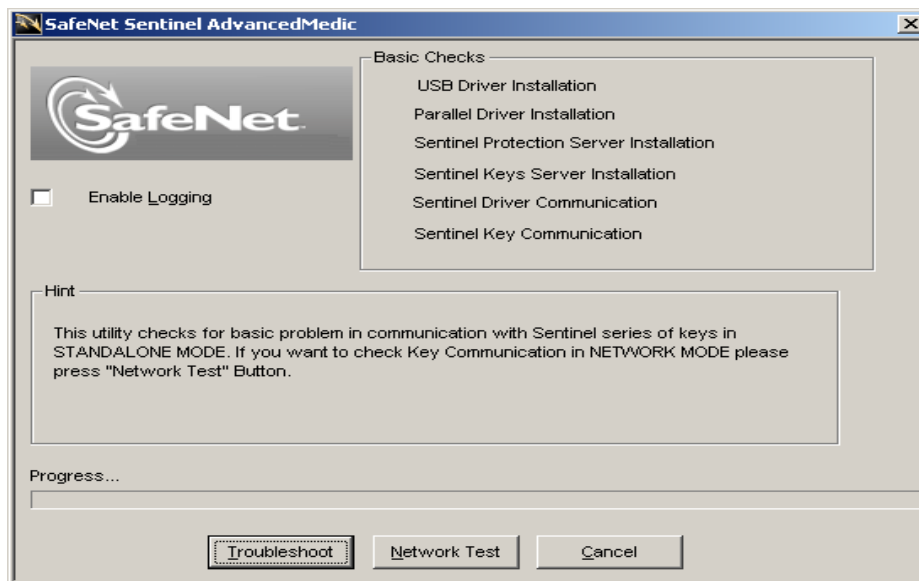 SafeNet Sentinel AdvancedMedic
SafeNet
Enable Logging
Basic Checks
USB Driver Installation
Parallel Driver Installation
Sentinel Protection Server Installation
Sentinel Keys Server Installation
Sentinel Driver Communication
Sentinel Key Communication
Hint
This utility checks for basic problem in communication with Sentinel series of keys in
STANDALONE MODE. If you want to check Key Communication in NETWORK MODE please
press "Network Test" Button.
Progress...
Troubleshoot
Network Test
Cancel